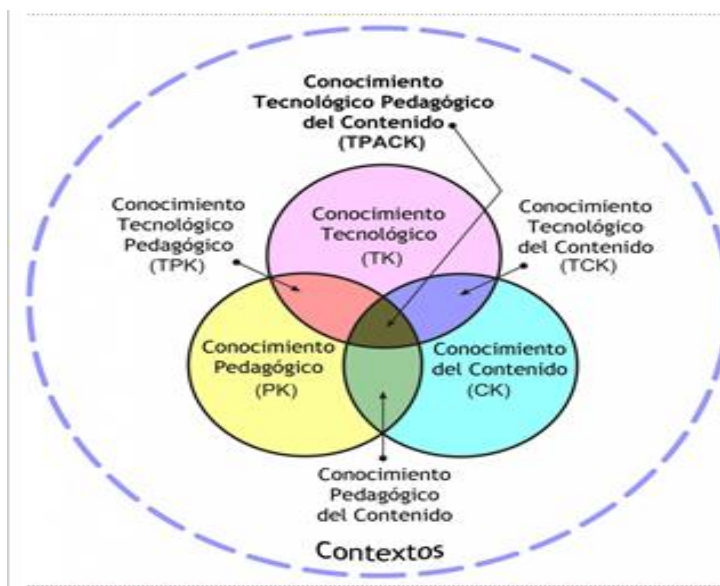 Conocimiento
Tecnológico Pedagógico
del Contenido
(TPACK)
Conocimiento
Tecnológico
Pedagógico
(TPK)
Conocimiento
Tecnológico
(TK)
Conocimiento
Tecnológico
del Contenido
(TCK)
Conocimiento
Pedagógico
(PK)
Conocimiento
del Contenido
(CK)
Conocimiento
Pedagógico
del Contenido
Contextos